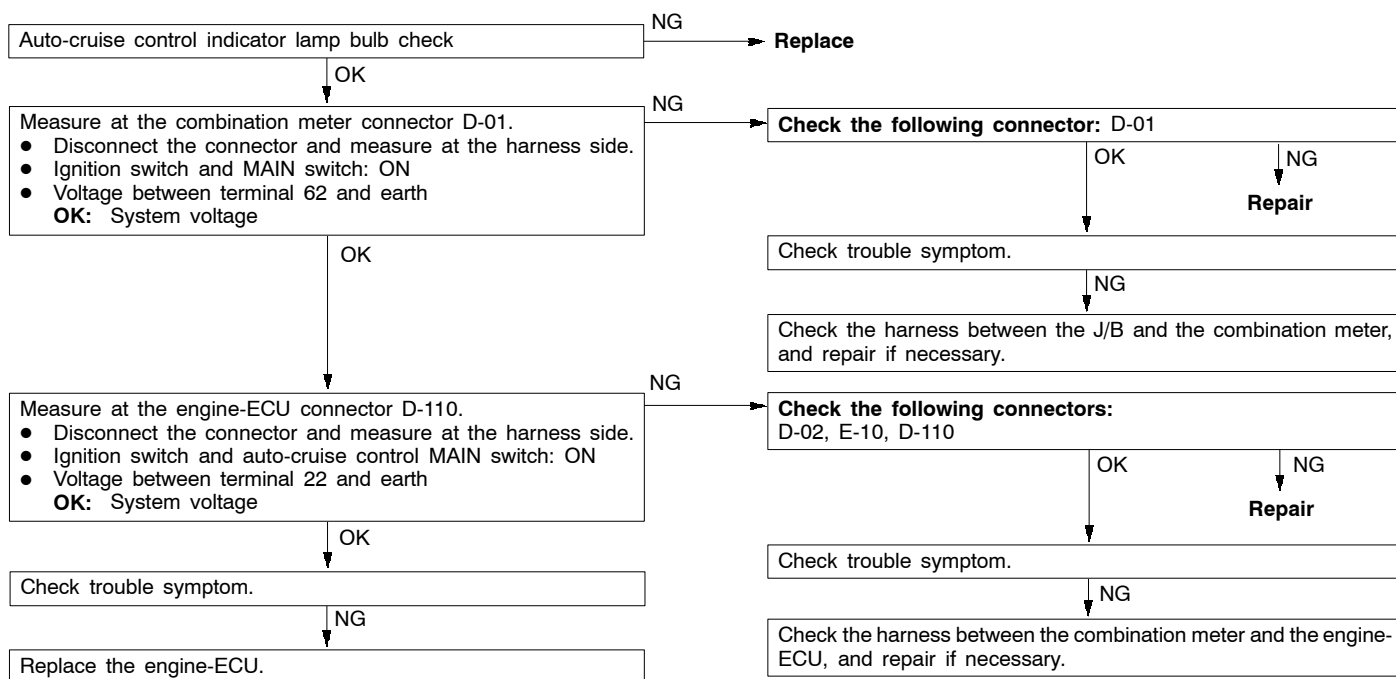 Auto-cruise control indicator lamp bulb check
NG
Replace
OK
Measure at the combination meter connector D-01.
● Disconnect the connector and measure at the harness side.
● Ignition switch and MAIN switch: ON
● Voltage between terminal 62 and earth
OK: System voltage
NG
Check the following connector: D-01
OK
NG
Repair
Check trouble symptom.
NG
Check the harness between the J/B and the combination meter,
and repair if necessary.
OK
Measure at the engine-ECU connector D-110.
● Disconnect the connector and measure at the harness side.
● Ignition switch and auto-cruise control MAIN switch: ON
● Voltage between terminal 22 and earth
OK: System voltage
NG
Check the following connectors:
D-02, E-10, D-110
OK
NG
Repair
Check trouble symptom.
NG
Check the harness between the combination meter and the engine-
ECU, and repair if necessary.
OK
Check trouble symptom.
NG
Replace the engine-ECU.